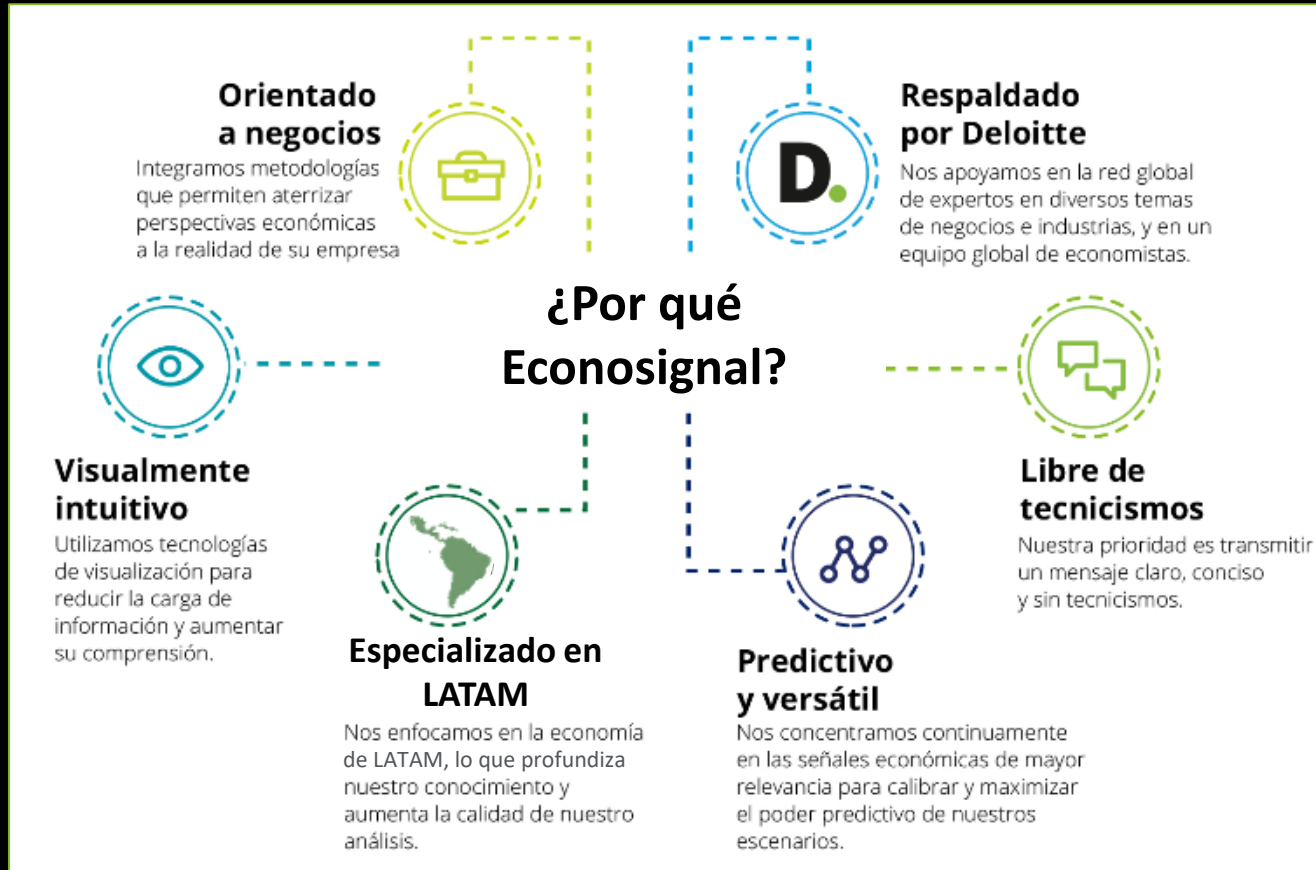 Orientado
a negocios
Integramos metodologías
que permiten aterrizar
perspectivas económicas
a la realidad de su empresa
D.
Respaldado
por Deloitte
Nos apoyamos en la red global
de expertos en diversos temas
de negocios e industrias, y en un
equipo global de economistas.
¿Por qué
Econosignal?
Visualmente
intuitivo
Utilizamos tecnologías
de visualización para
reducir la carga de
información y aumentar
su comprensión.
Libre de
tecnicismos
Nuestra prioridad es transmitir
un mensaje claro, conciso
y sin tecnicismos.
Especializado en
LATAM
Nos enfocamos en la economía
de LATAM, lo que profundiza
nuestro conocimiento y
aumenta la calidad de nuestro
análisis.
Predictivo
y versátil
Nos concentramos continuamente
en las señales económicas de mayor
relevancia para calibrar y maximizar
el poder predictivo de nuestros
escenarios.